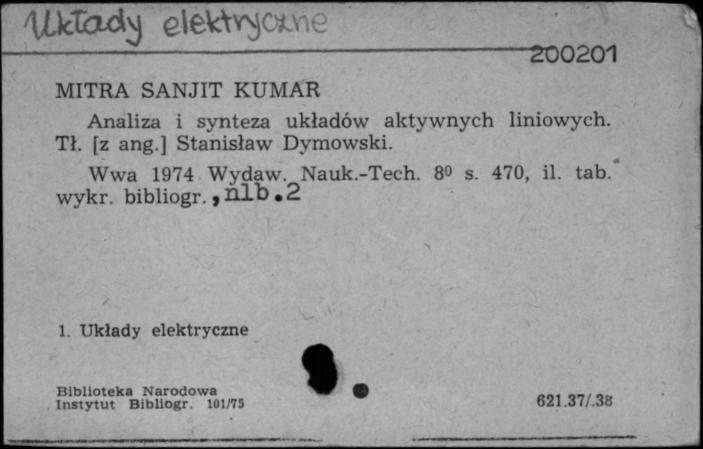 Układy elektryczne
200201
MITRA SANJIT KUMAR
Analiza i synteza układów aktywnych liniowych.
Tł. [z ang.] Stanisław Dymowski.
Wwa 1974 Wydaw. Nauk.-Tech. 8⁰ s. 470, il. tab.
wykr. bibliogr. , nlb.2
1. Układy elektryczne
Biblioteka Narodowa
Instytut Bibliogr. 101/75
621.37/.38